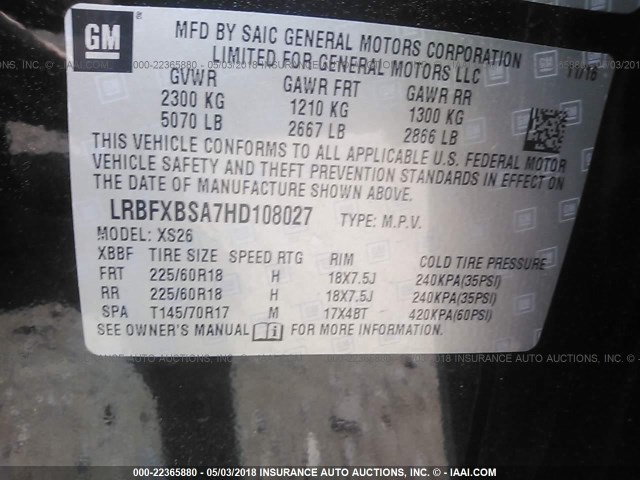 GM
MFD BY SAIC GENERAL MOTORS CORPORATION
LIMITED FOR GENERAL MOTORS LLC
11/16
GVWR GAWR FRT GAWR RR
2300 KG 1210 KG 1300 KG
5070 LB 2667 LB 2866 LB
THIS VEHICLE CONFORMS TO ALL APPLICABLE U.S. FEDERAL MOTOR
VEHICLE SAFETY AND THEFT PREVENTION STANDARDS IN EFFECT ON
THE DATE OF MANUFACTURE SHOWN ABOVE.
LRBFXBSA7HD108027 TYPE: M.P.V.
MODEL: XS26
XBBF TIRE SIZE SPEED RTG RIM COLD TIRE PRESSURE
FRT 225/60R18 H 18X7.5J 240KPA(35PSI)
RR 225/60R18 H 18X7.5J 240KPA(35PSI)
SPA T145/70R17 M 17X4BT 420KPA(60PSI)
SEE OWNER'S MANUAL FOR MORE INFORMATION.
000-22365880 - 05/03/2018 INSURANCE AUTO AUCTIONS, INC. © - IAAI.COM